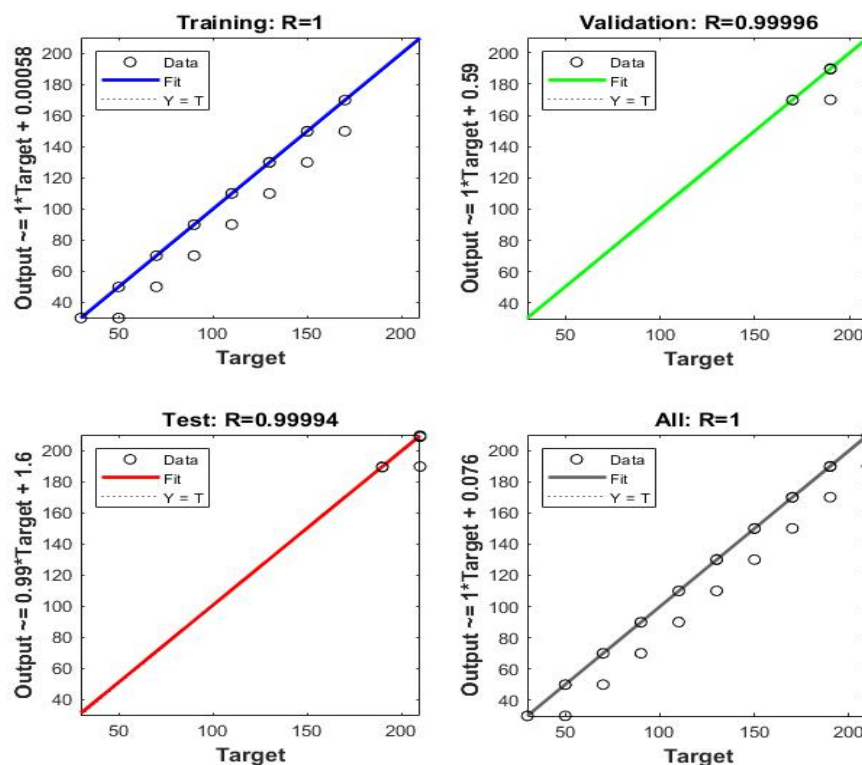 Training: R=1
Output ~= 1*Target + 0.00058
200
180
160
140
120
100
80
60
40
Data
Fit
Y = T
50
100
150
200
Target
Validation: R=0.99996
Output ~= 1*Target + 0.59
200
180
160
140
120
100
80
60
40
Data
Fit
Y = T
50
100
150
200
Target
Test: R=0.99994
Output ~= 0.99*Target + 1.6
200
180
160
140
120
100
80
60
40
Data
Fit
Y = T
50
100
150
200
Target
All: R=1
Output ~= 1*Target + 0.076
200
180
160
140
120
100
80
60
40
Data
Fit
Y = T
50
100
150
200
Target